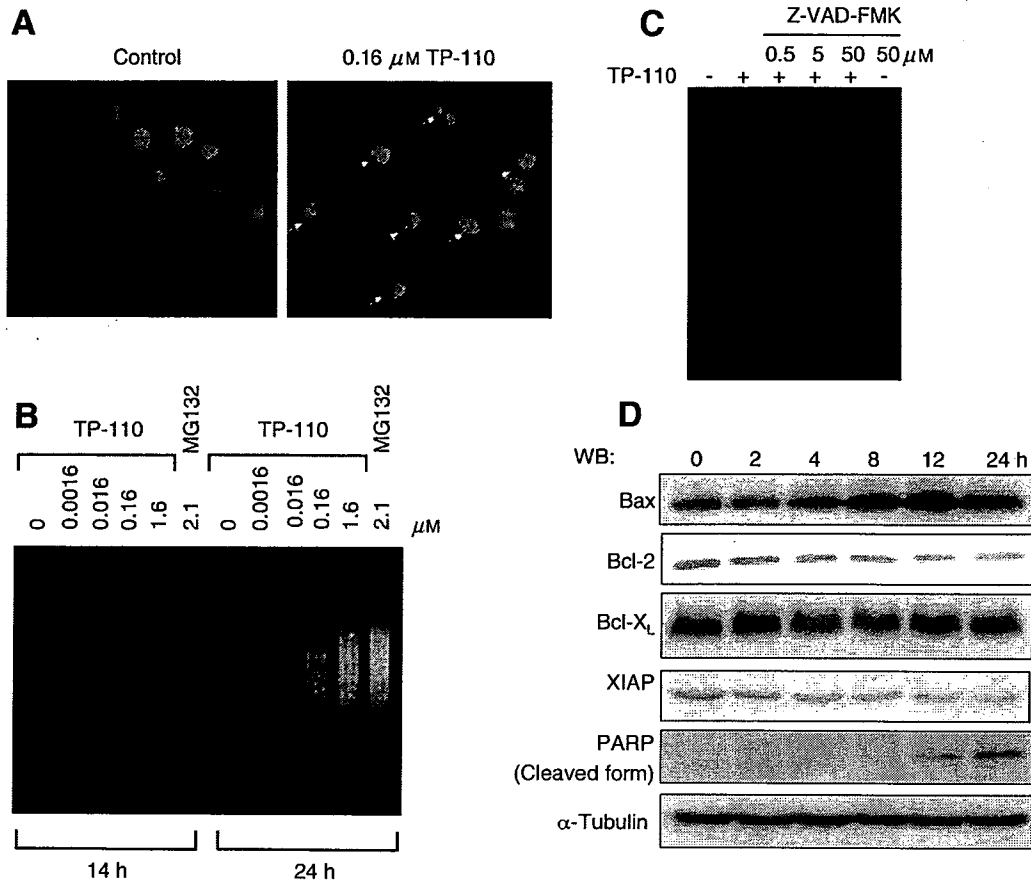 A
Control
0.16 μM TP-110
B
TP-110
MG132
TP-110
MG132
0
0.0016
0.016
0.16
1.6
2.1
0
0.0016
0.016
0.16
1.6
2.1
μM
14 h
24 h
C
Z-VAD-FMK
0.5 5 50 50 μM
TP-110 - + + + + -
D
WB: 0 2 4 8 12 24 h
Bax
Bcl-2
Bcl-XL
XIAP
PARP
(Cleaved form)
α-Tubulin